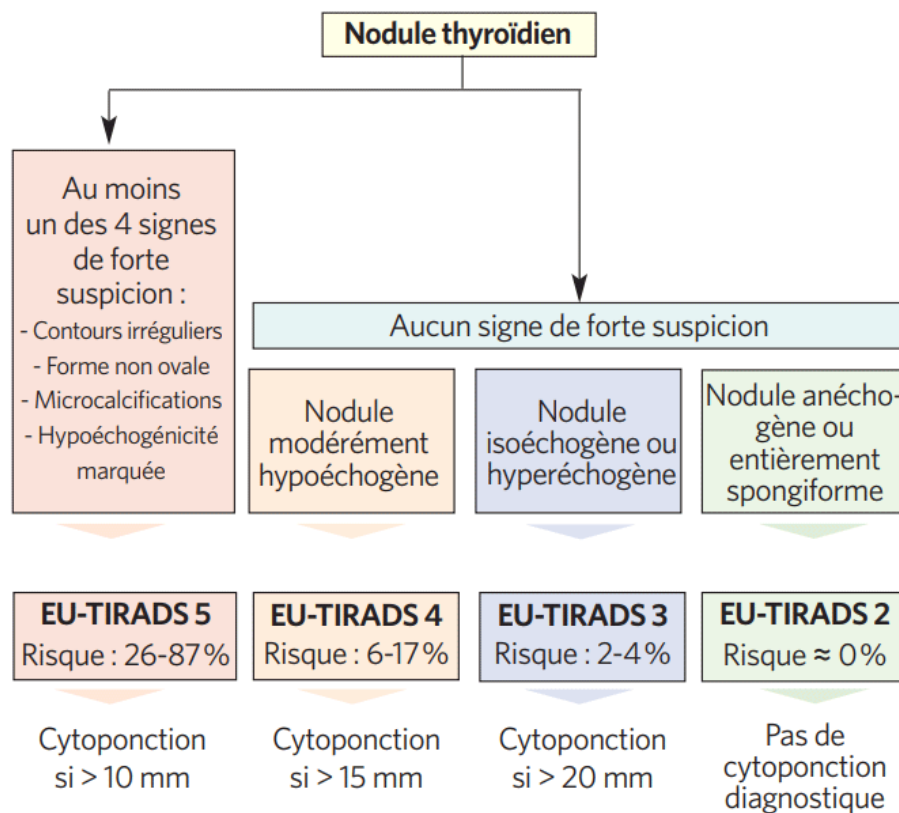 Nodule thyroïdien
Au moins
un des 4 signes
de forte
suspicion :
- Contours irréguliers
- Forme non ovale
- Microcalcifications
- Hypoéchogénicité
marquée
Aucun signe de forte suspicion
Nodule
modérément
hypoéchogène
Nodule
isoéchogène ou
hyperéchogène
Nodule anécho-
gène ou
entièrement
spongiforme
EU-TIRADS 5
Risque : 26-87 %
EU-TIRADS 4
Risque : 6-17 %
EU-TIRADS 3
Risque : 2-4 %
EU-TIRADS 2
Risque ≈ 0 %
Cytoponction
si > 10 mm
Cytoponction
si > 15 mm
Cytoponction
si > 20 mm
Pas de
cytoponction
diagnostique